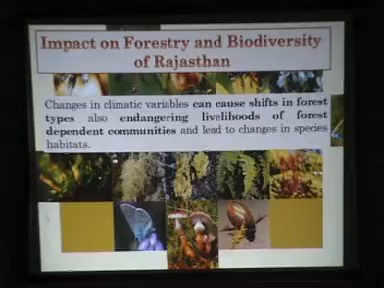 Impact on Forestry and Biodiversity
of Rajasthan
Changes in climatic variables can cause shifts in forest
types also endangering livelihoods of forest
dependent communities and lead to changes in species
habitats.